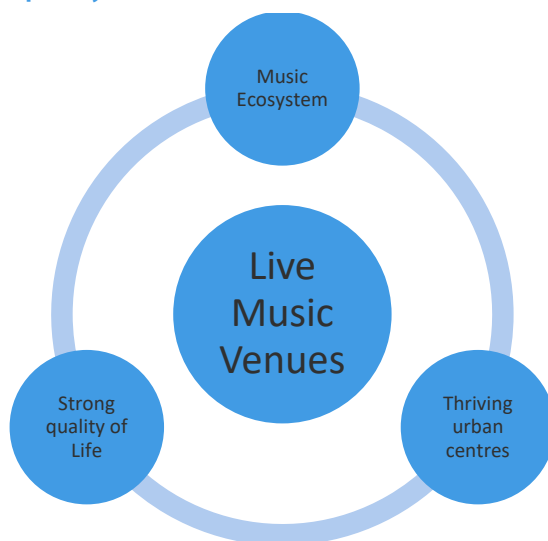 Music
Ecosystem
Live
Music
Venues
Strong
quality of
Life
Thriving
urban
centres